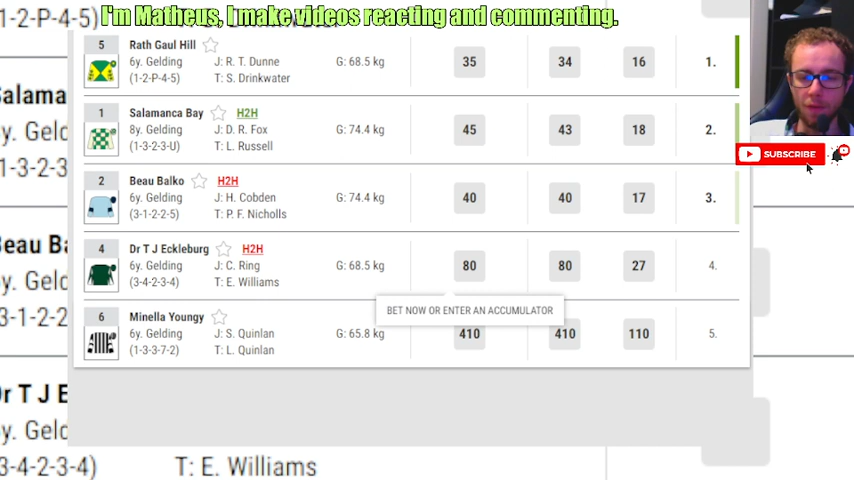 I'm Matheus, I make videos reacting and commenting.
1-2-P-4-5)
5
Rath Gaul Hill
6y. Gelding
J: R. T. Dunne
G: 68.5 kg
(1-2-P-4-5)
T: S. Drinkwater
35
34
16
1.
1
Salamanca Bay
H2H
8y. Gelding
J: D. R. Fox
G: 74.4 kg
(1-3-2-3-U)
T: L. Russell
45
43
18
2.
2
Beau Balko
H2H
6y. Gelding
J: H. Cobden
G: 74.4 kg
(3-1-2-2-5)
T: P. F. Nicholls
40
40
17
3.
4
Dr T J Eckleburg
H2H
6y. Gelding
J: C. Ring
G: 68.5 kg
(3-4-2-3-4)
T: E. Williams
80
80
27
4.
BET NOW OR ENTER AN ACCUMULATOR
6
Minella Youngy
6y. Gelding
J: S. Quinlan
G: 65.8 kg
(1-3-3-7-2)
T: L. Quinlan
410
410
110
5.
SUBSCRIBE
Salama
y. Geld
1-3-2-3
Beau Ba
y. Geld
3-1-2-2
Dr T J E
y. Geld
3-4-2-3-4)
T: E. Williams